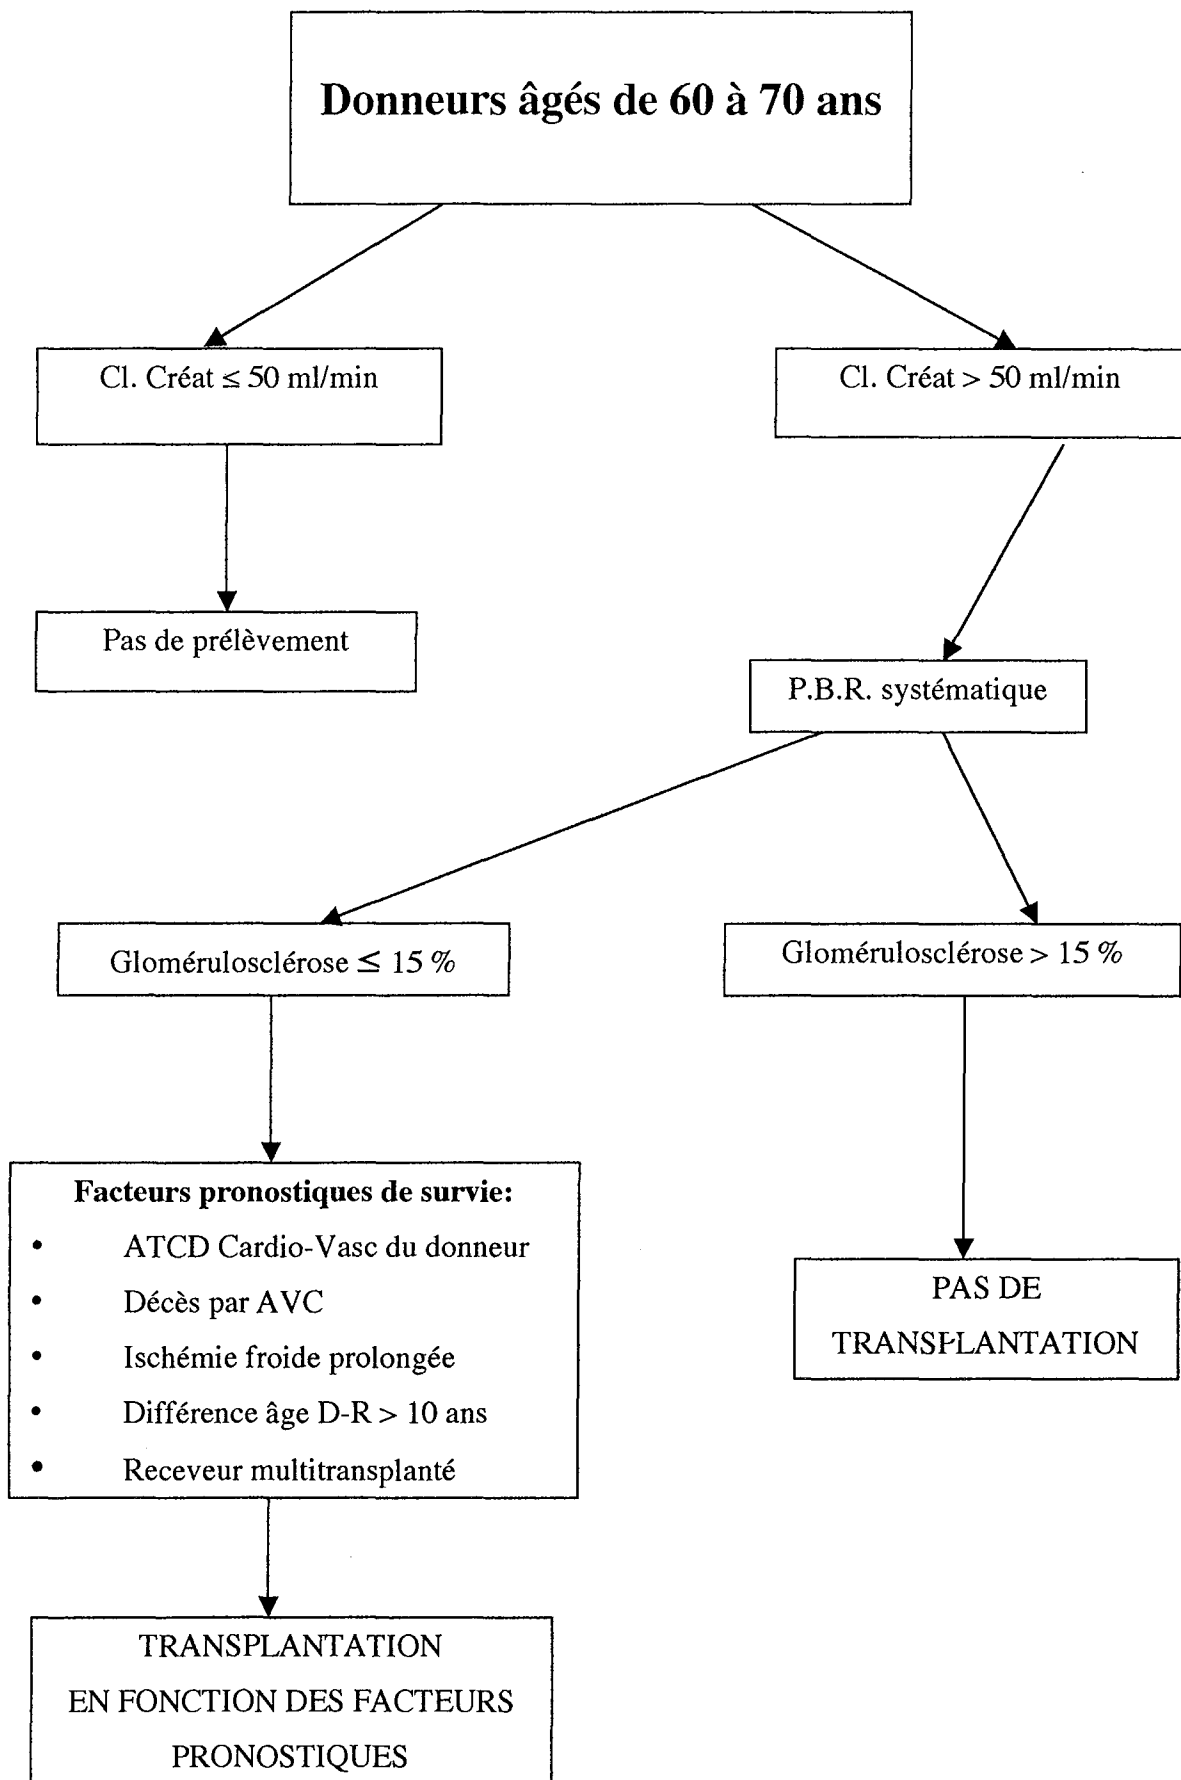 Donneurs âgés de 60 à 70 ans
Cl. Créat ≤ 50 ml/min
Cl. Créat > 50 ml/min
Pas de prélèvement
P.B.R. systématique
Glomérulosclérose ≤ 15 %
Glomérulosclérose > 15 %
Facteurs pronostiques de survie:
• ATCD Cardio-Vasc du donneur
• Décès par AVC
• Ischémie froide prolongée
• Différence âge D-R > 10 ans
• Receveur multitransplanté
PAS DE
TRANSPLANTATION
TRANSPLANTATION
EN FONCTION DES FACTEURS
PRONOSTIQUES